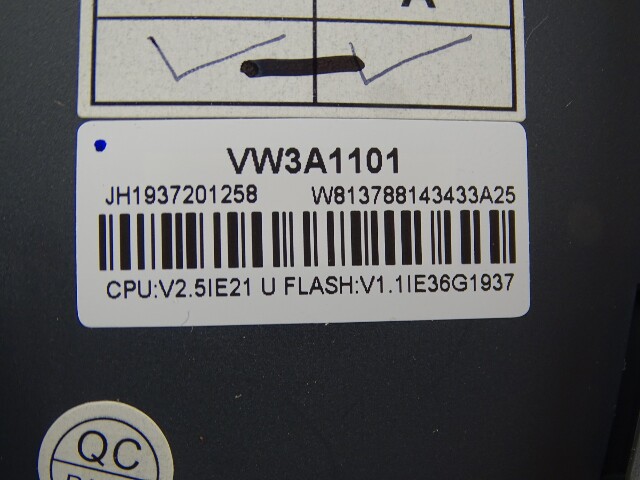 A
VW3A1101
JH1937201258 W813788143433A25
CPU:V2.5IE21 U FLASH:V1.1IE36G1937
QC